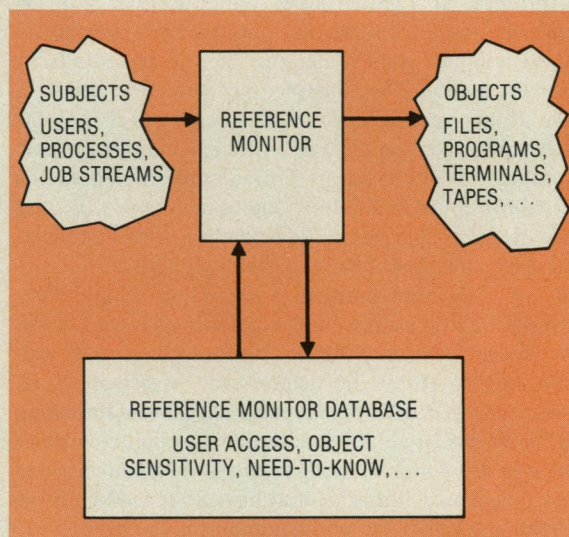 SUBJECTS
USERS,
PROCESSES,
JOB STREAMS
REFERENCE
MONITOR
OBJECTS
FILES,
PROGRAMS,
TERMINALS,
TAPES, . . .
REFERENCE MONITOR DATABASE
USER ACCESS, OBJECT
SENSITIVITY, NEED-TO-KNOW, . . .